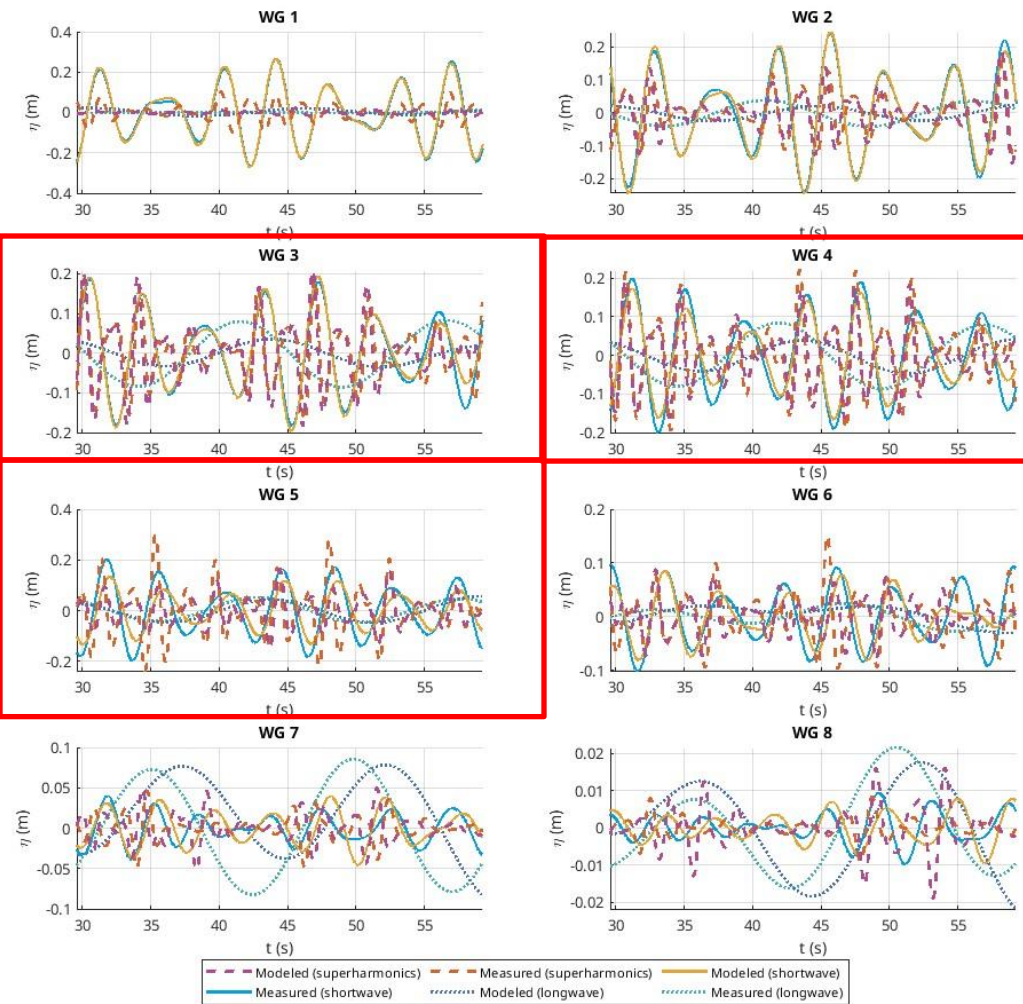 WG 1
0.4
0.2
0
-0.2
-0.4
η (m)
30 35 40 45 50 55
t (s)
WG 2
0.2
0.1
0
-0.1
-0.2
η (m)
30 35 40 45 50 55
t (s)
WG 3
0.2
0.1
0
-0.1
-0.2
η (m)
30 35 40 45 50 55
t (s)
WG 4
0.2
0.1
0
-0.1
-0.2
η (m)
30 35 40 45 50 55
t (s)
WG 5
0.4
0.2
0
-0.2
η (m)
30 35 40 45 50 55
t (s)
WG 6
0.2
0.1
0
-0.1
η (m)
30 35 40 45 50 55
t (s)
WG 7
0.1
0.05
0
-0.05
-0.1
η (m)
30 35 40 45 50 55
t (s)
WG 8
0.02
0.01
0
-0.01
-0.02
η (m)
30 35 40 45 50 55
t (s)
Modeled (superharmonics) Measured (superharmonics) Modeled (shortwave)
Measured (shortwave) Modeled (longwave) Measured (longwave)